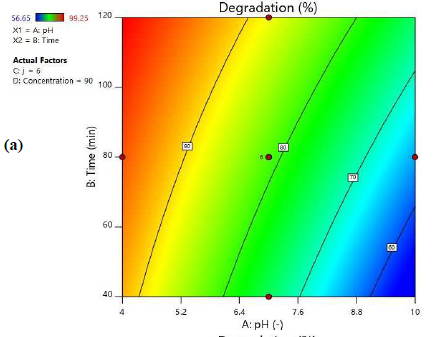 Degradation (%)
56.65 99.25
X1 = A: pH
X2 = B: Time
Actual Factors
C: j = 6
D: Concentration = 90
(a)
B: Time (min)
120
100
80
60
40
90
80
70
60
6
4 5.2 6.4 7.6 8.8 10
A: pH (-)